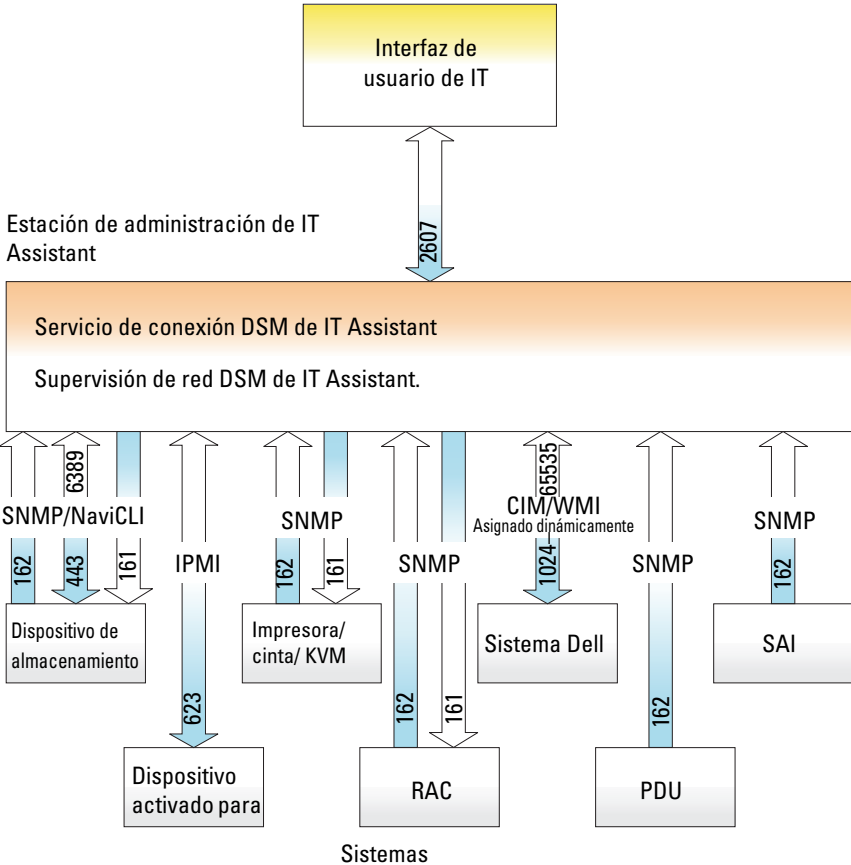 Interfaz de
usuario de IT
2607
Estación de administración de IT
Assistant
Servicio de conexión DSM de IT Assistant
Supervisión de red DSM de IT Assistant.
6389
65535
SNMP/NaviCLI
SNMP
CIM/WMI
Asignado dinámicamente
SNMP
162
443
161
IPMI
162
161
SNMP
1024
SNMP
162
Dispositivo de
almacenamiento
Impresora/
cinta/ KVM
Sistema Dell
SAI
623
162
161
162
Dispositivo
activado para
RAC
PDU
Sistemas